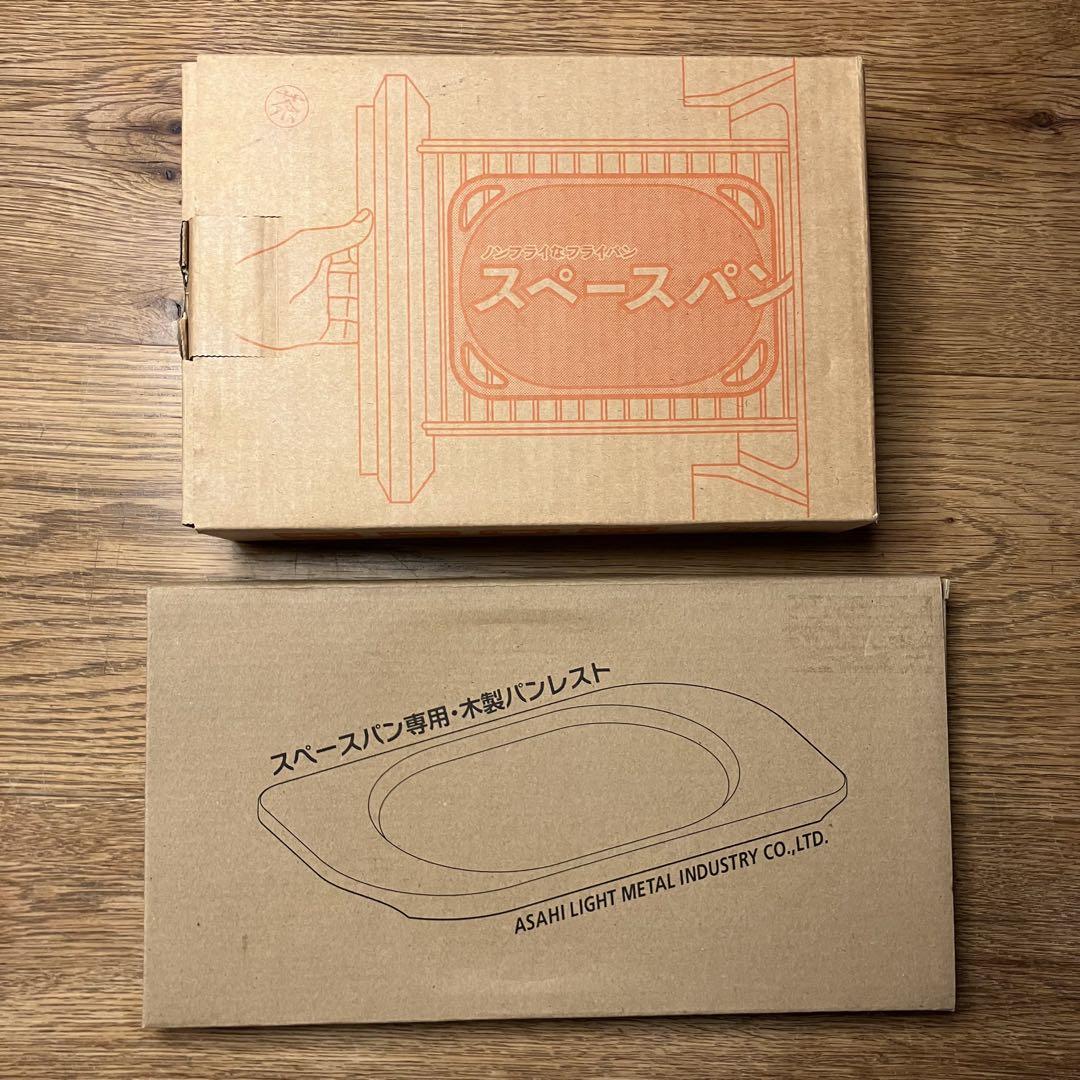 茶
ノンフライなフライパン
スペースパン
スペースパン専用・木製パンレスト
ASAHI LIGHT METAL INDUSTRY CO.,LTD.